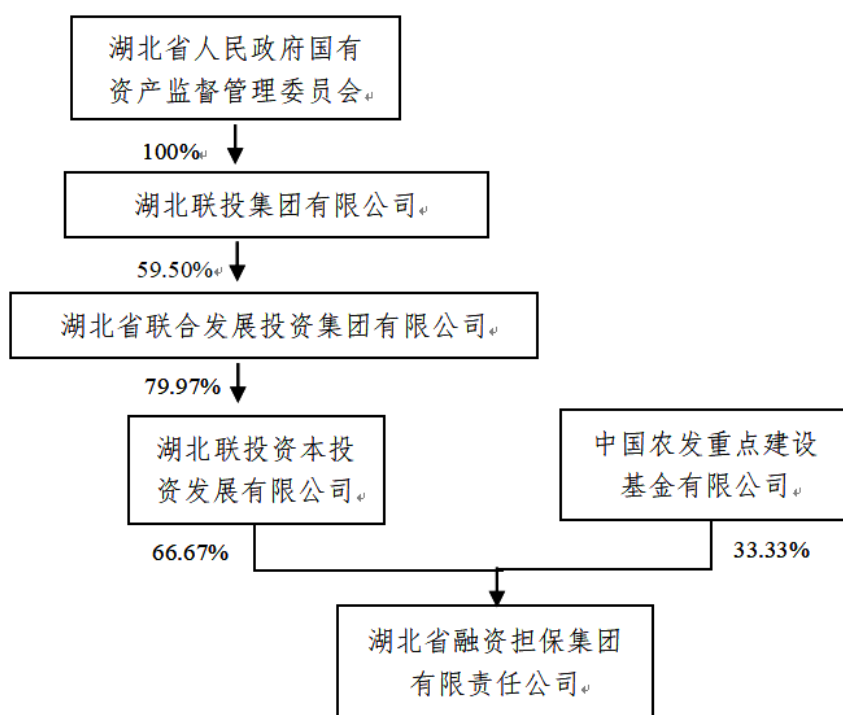 湖北省人民政府国有
资产监督管理委员会
100%
湖北联投集团有限公司
59.50%
湖北省联合发展投资集团有限公司
79.97%
湖北联投资本投
资发展有限公司
中国农发重点建设
基金有限公司
66.67%
33.33%
湖北省融资担保集团
有限责任公司